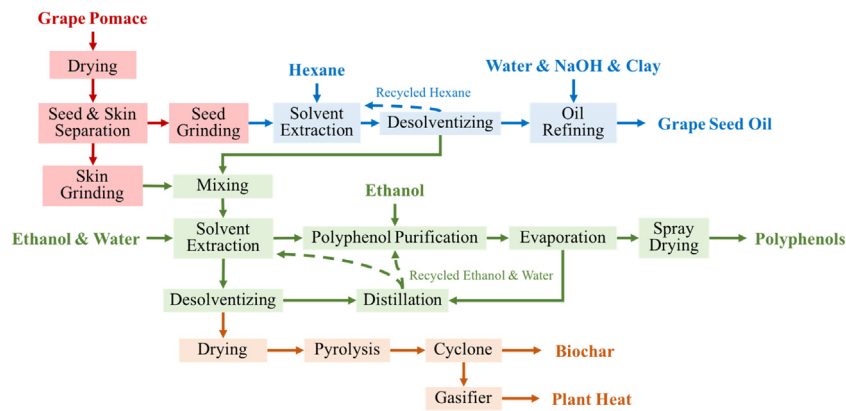 Grape Pomace
Drying
Hexane
Water & NaOH & Clay
Recycled Hexane
Seed & Skin
Separation
Seed
Grinding
Solvent
Extraction
Desolventizing
Oil
Refining
Grape Seed Oil
Skin
Grinding
Mixing
Ethanol
Ethanol & Water
Solvent
Extraction
Polyphenol Purification
Evaporation
Spray
Drying
Polyphenols
Recycled Ethanol & Water
Desolventizing
Distillation
Drying
Pyrolysis
Cyclone
Biochar
Gasifier
Plant Heat